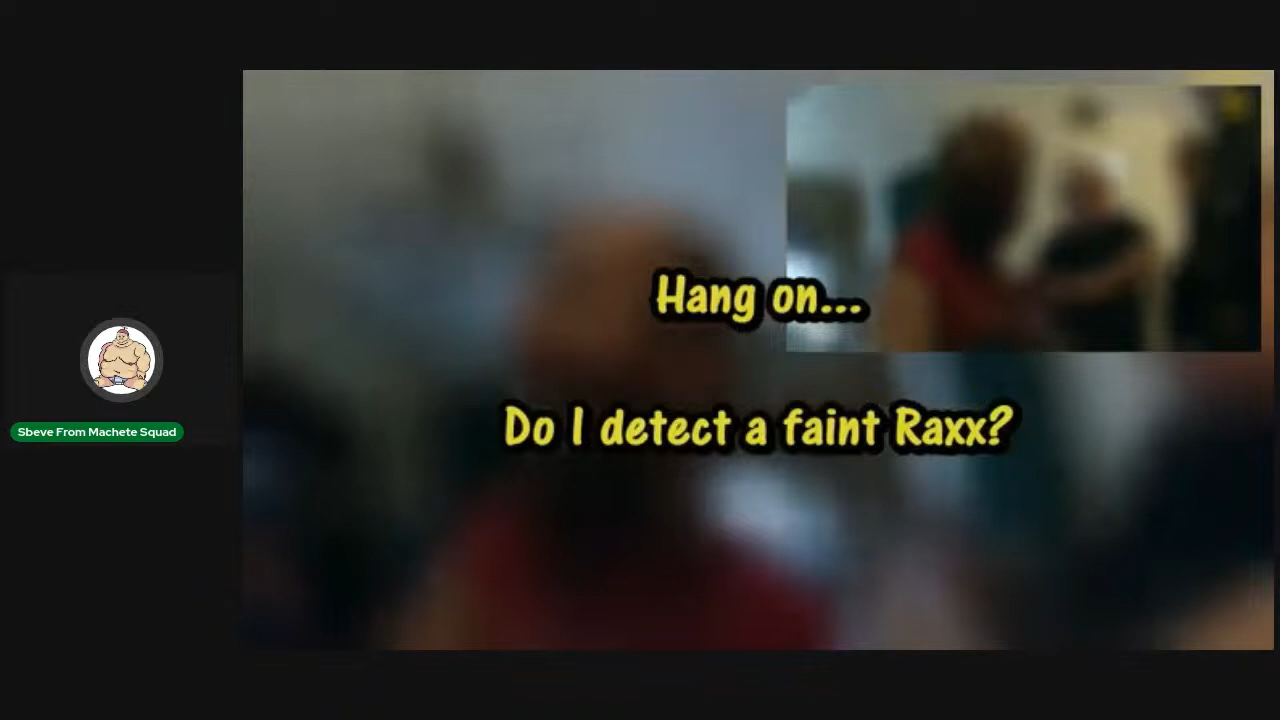 Hang on...
Do I detect a faint Raxx?
Sbeve From Machete Squad